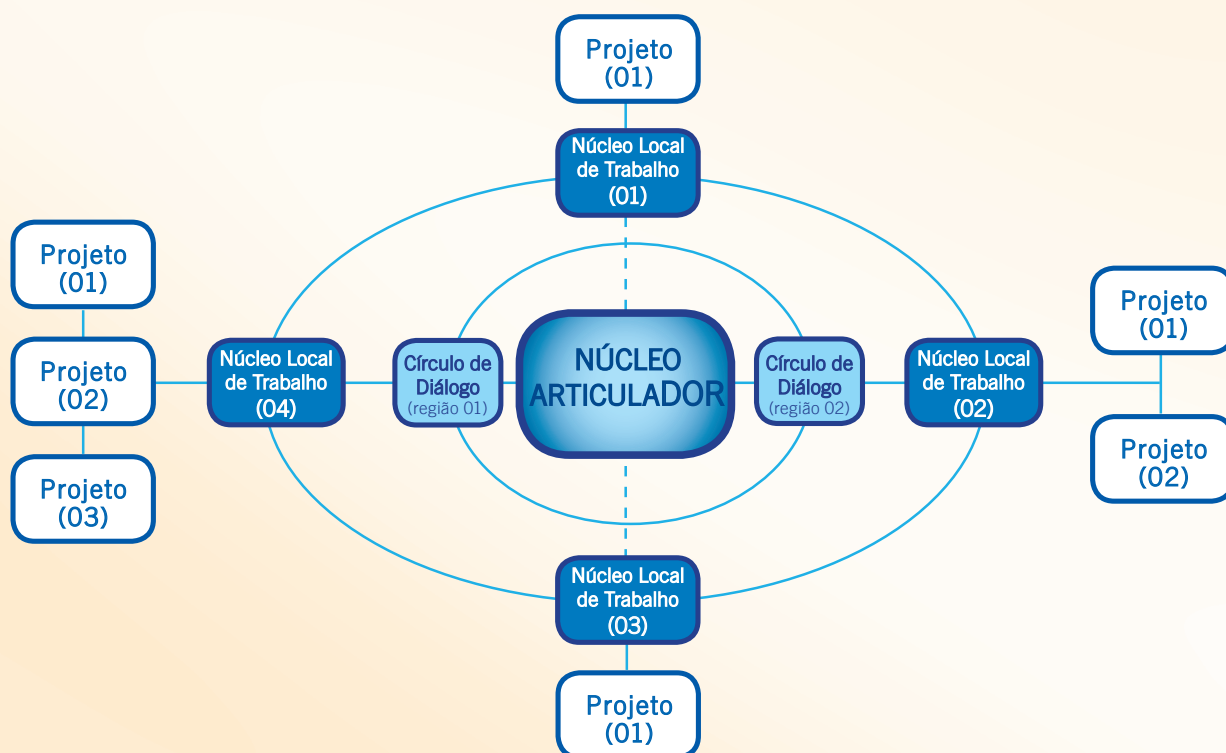 Projeto
(01)
Núcleo Local
de Trabalho
(01)
Projeto
(01)
Projeto
(02)
Projeto
(03)
Núcleo Local
de Trabalho
(04)
Círculo de
Diálogo
(região 01)
NÚCLEO
ARTICULADOR
Círculo de
Diálogo
(região 02)
Núcleo Local
de Trabalho
(02)
Projeto
(01)
Projeto
(02)
Núcleo Local
de Trabalho
(03)
Projeto
(01)